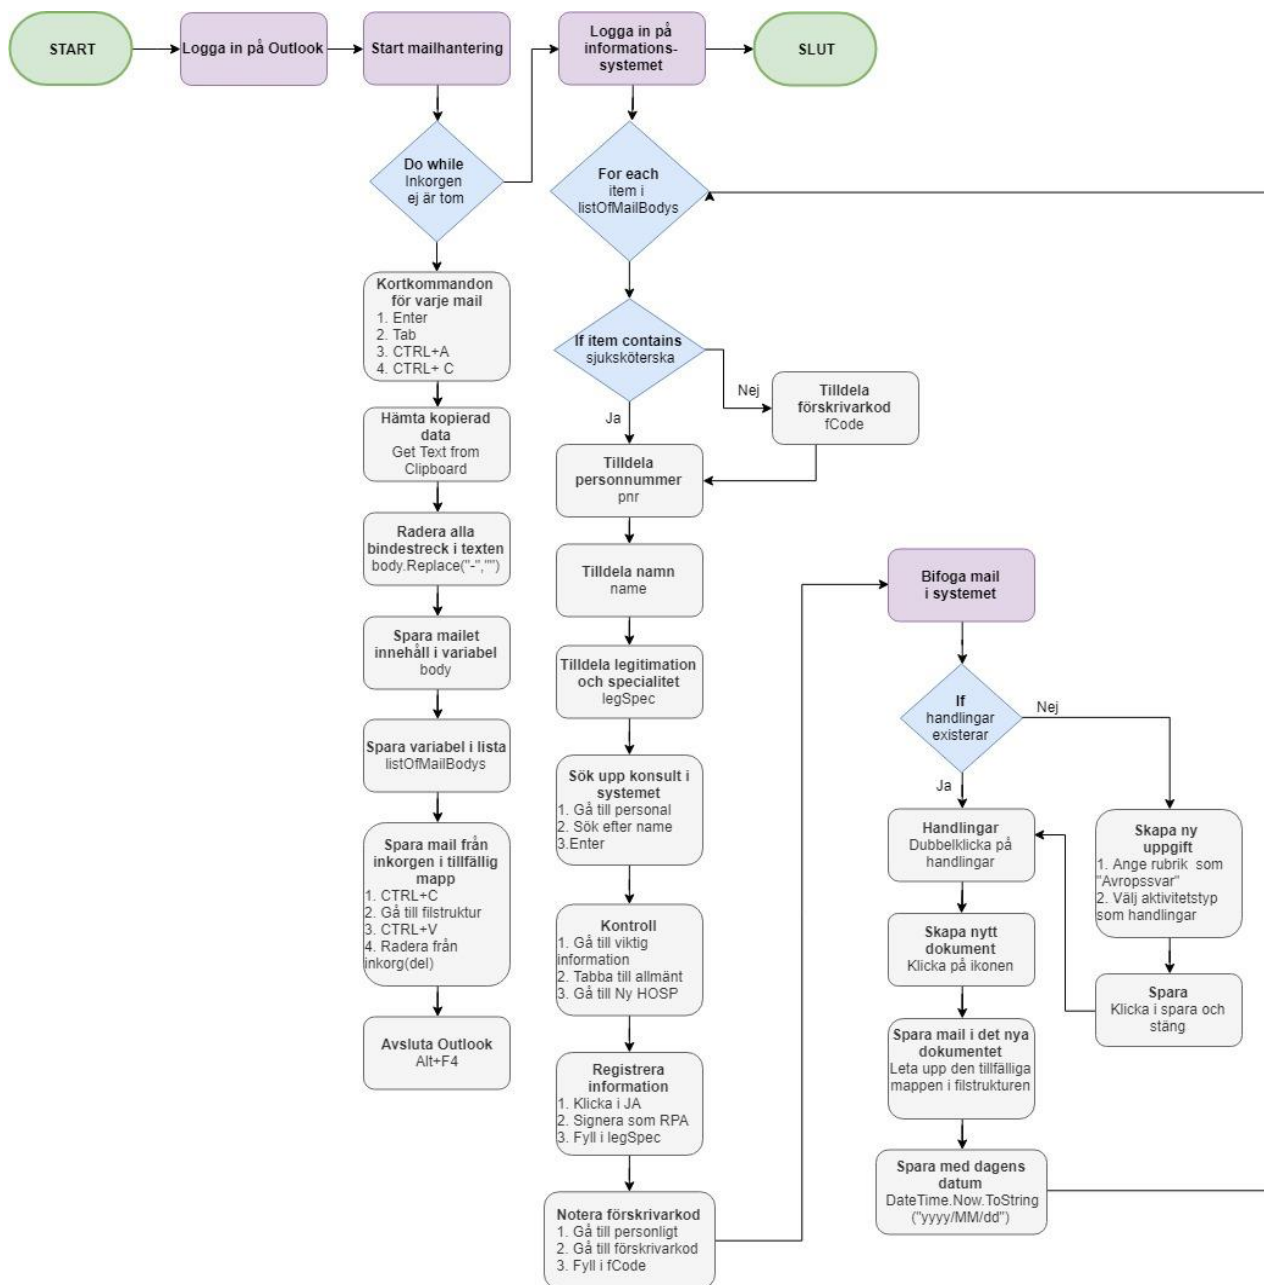 START
Logga in på Outlook
Start mailhantering
Logga in på
informations-
systemet
SLUT
Do while
Inkorgen
ej är tom
Kortkommandon
för varje mail
1. Enter
2. Tab
3. CTRL+A
4. CTRL+ C
Hämta kopierad
data
Get Text from
Clipboard
Radera alla
bindestreck i texten
body.Replace("-","")
Spara mailet
innehåll i variabel
body
Spara variabel i lista
listOfMailBodys
Spara mail från
inkorgen i tillfällig
mapp
1. CTRL+C
2. Gå till filstruktur
3. CTRL+V
4. Radera från
inkorg(del)
Avsluta Outlook
Alt+F4
For each
item i
listOfMailBodys
If item contains
sjuksköterska
Nej
Ja
Tilldela
förskrivarkod
fCode
Tilldela
personnummer
pnr
Tilldela namn
name
Tilldela legitimation
och specialitet
legSpec
Sök upp konsult i
systemet
1. Gå till personal
2. Sök efter name
3.Enter
Kontroll
1. Gå till viktig
information
2. Tabba till allmänt
3. Gå till Ny HOSP
Registrera
information
1. Klicka i JA
2. Signera som RPA
3. Fyll i legSpec
Notera förskrivarkod
1. Gå till personligt
2. Gå till förskrivarkod
3. Fyll i fCode
Bifoga mail
i systemet
If
handlingar
existerar
Nej
Ja
Handlingar
Dubbelklicka på
handlingar
Skapa ny
uppgift
1. Ange rubrik som
"Avropssvar"
2. Välj aktivitetstyp
som handlingar
Spara
Klicka i spara och
stäng
Skapa nytt
dokument
Klicka på ikonen
Spara mail i det nya
dokumentet
Leta upp den tillfälliga
mappen i filstrukturen
Spara med dagens
datum
DateTime.Now.ToString
("yyyy/MM/dd")